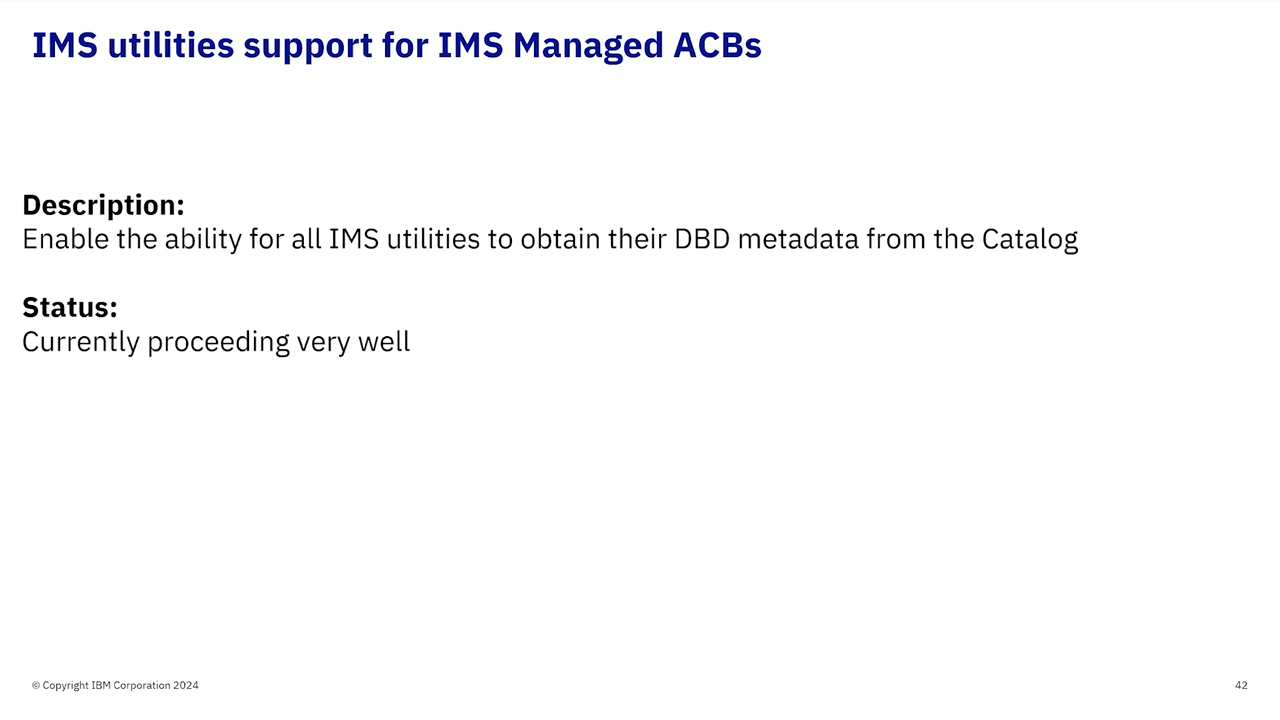 IMS utilities support for IMS Managed ACBs
Description:
Enable the ability for all IMS utilities to obtain their DBD metadata from the Catalog
Status:
Currently proceeding very well
© Copyright IBM Corporation 2024
42